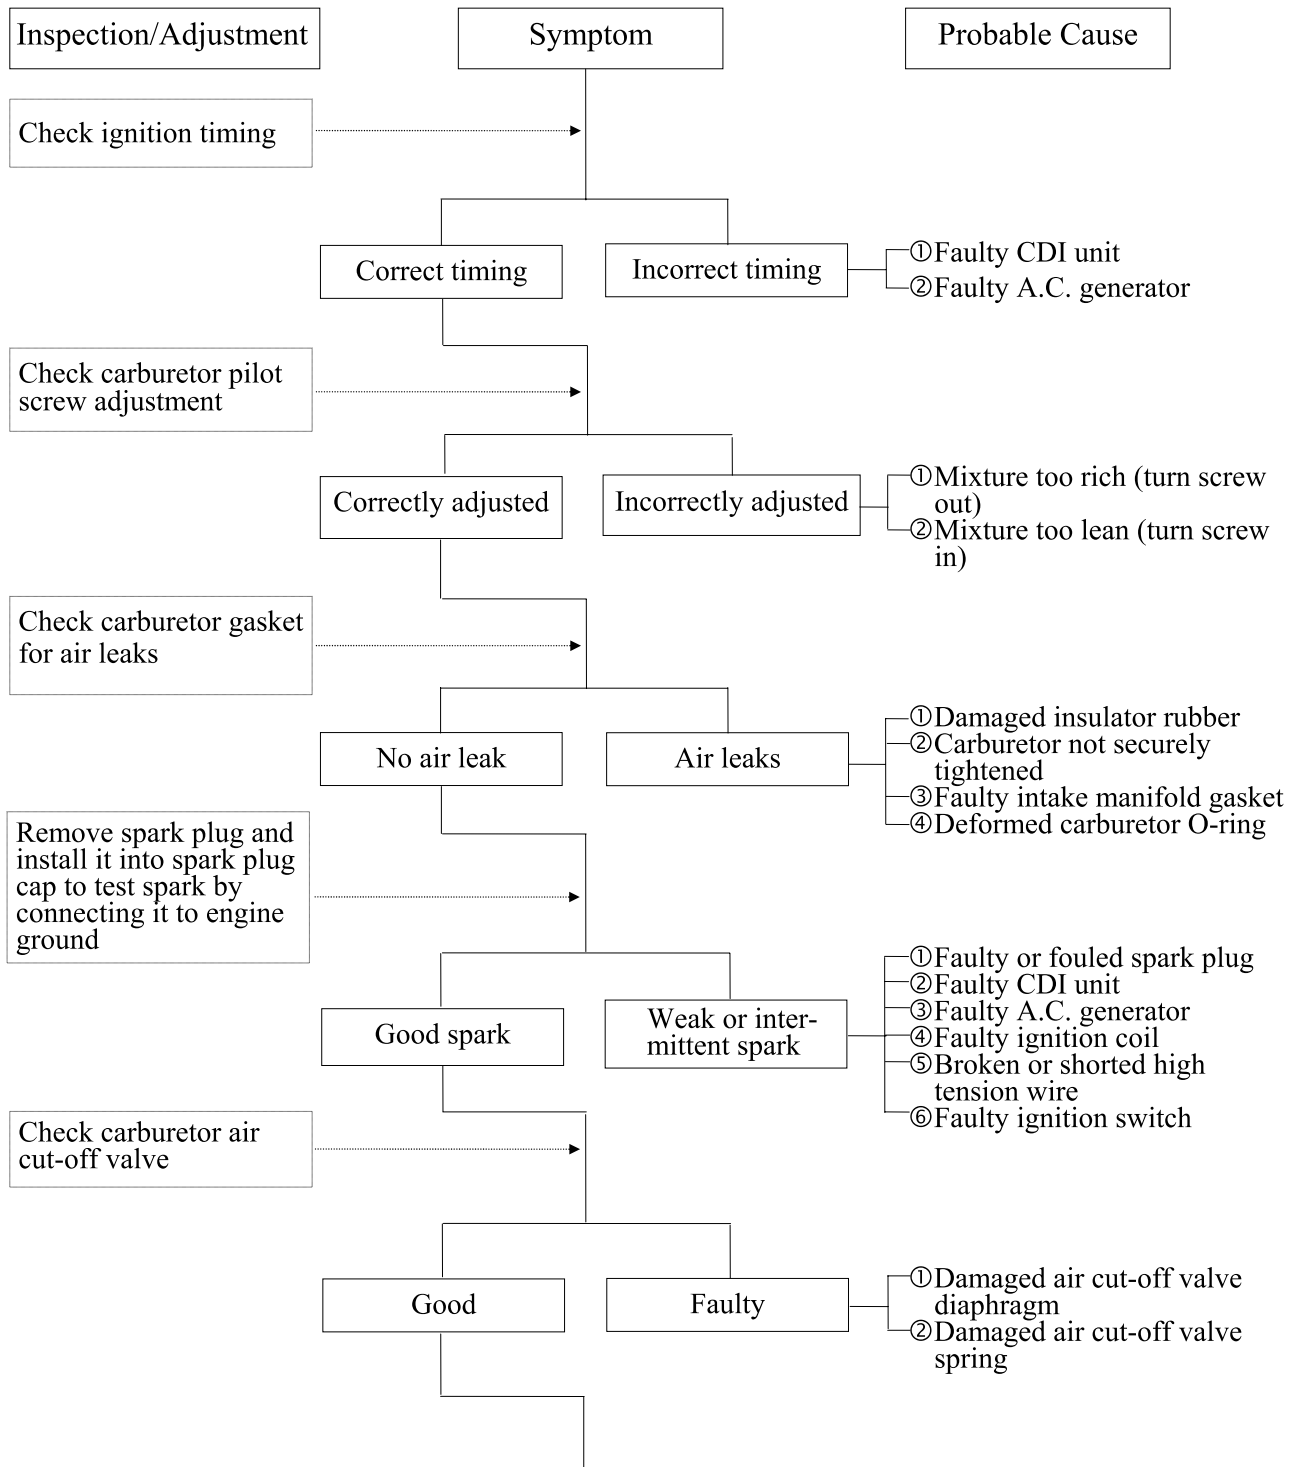 Inspection/Adjustment
Symptom
Probable Cause
Check ignition timing
Correct timing
Incorrect timing
①Faulty CDI unit
②Faulty A.C. generator
Check carburetor pilot
screw adjustment
Correctly adjusted
Incorrectly adjusted
①Mixture too rich (turn screw
out)
②Mixture too lean (turn screw
in)
Check carburetor gasket
for air leaks
No air leak
Air leaks
①Damaged insulator rubber
②Carburetor not securely
tightened
③Faulty intake manifold gasket
④Deformed carburetor O-ring
Remove spark plug and
install it into spark plug
cap to test spark by
connecting it to engine
ground
Good spark
Weak or inter-
mittent spark
①Faulty or fouled spark plug
②Faulty CDI unit
③Faulty A.C. generator
④Faulty ignition coil
⑤Broken or shorted high
tension wire
⑥Faulty ignition switch
Check carburetor air
cut-off valve
Good
Faulty
①Damaged air cut-off valve
diaphragm
②Damaged air cut-off valve
spring